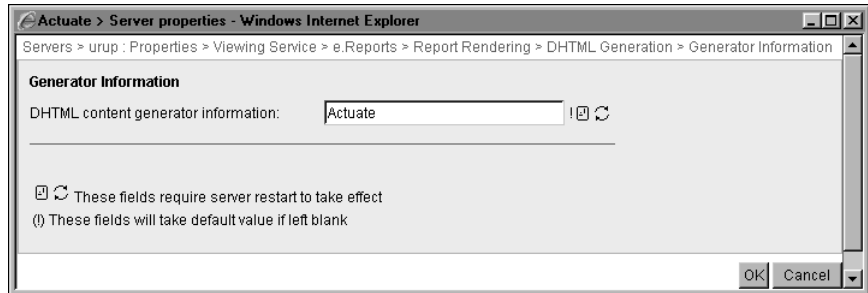 Actuate > Server properties - Windows Internet Explorer
Servers > urup : Properties > Viewing Service > e.Reports > Report Rendering > DHTML Generation > Generator Information
Generator Information
DHTML content generator information: Actuate !
These fields require server restart to take effect
(!) These fields will take default value if left blank
OK Cancel